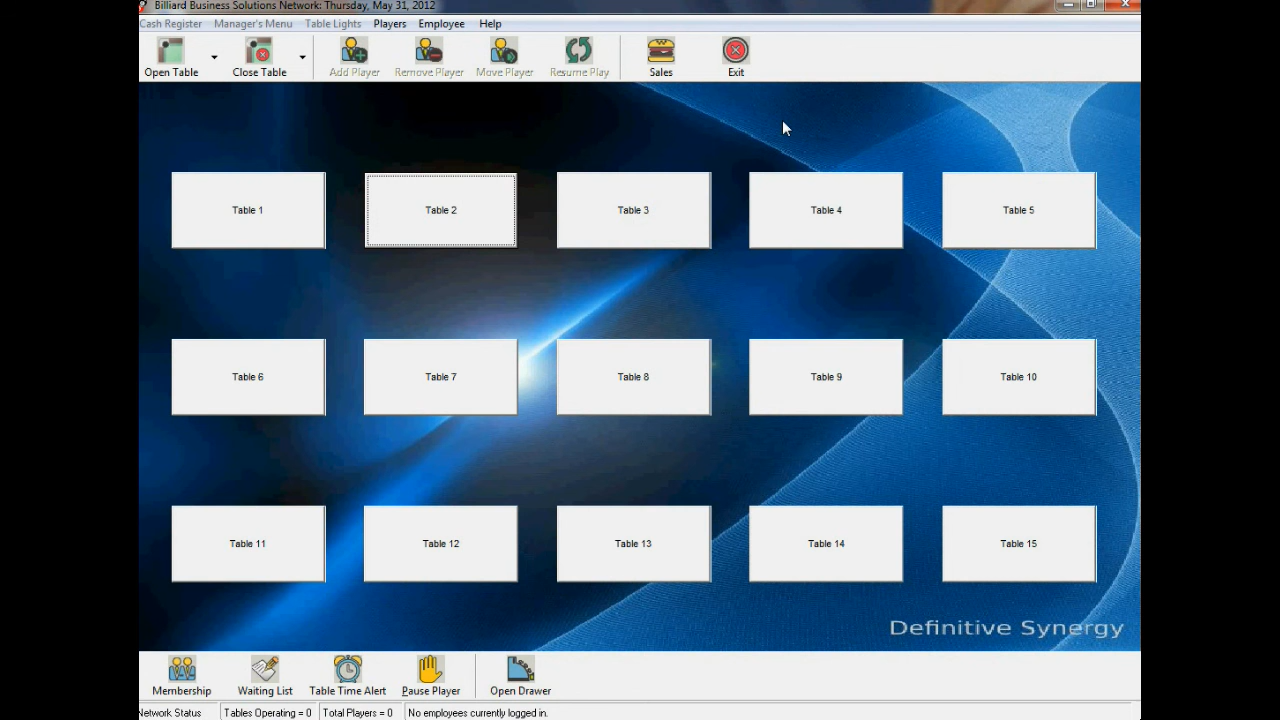 Billiard Business Solutions Network: Thursday, May 31, 2012
Cash Register Manager's Menu Table Lights Players Employee Help
Open Table Close Table Add Player Remove Player Move Player Resume Play Sales Exit
Table 1 Table 2 Table 3 Table 4 Table 5
Table 6 Table 7 Table 8 Table 9 Table 10
Table 11 Table 12 Table 13 Table 14 Table 15
Definitive Synergy
Membership Waiting List Table Time Alert Pause Player Open Drawer
Network Status Tables Operating = 0 Total Players = 0 No employees currently logged in.